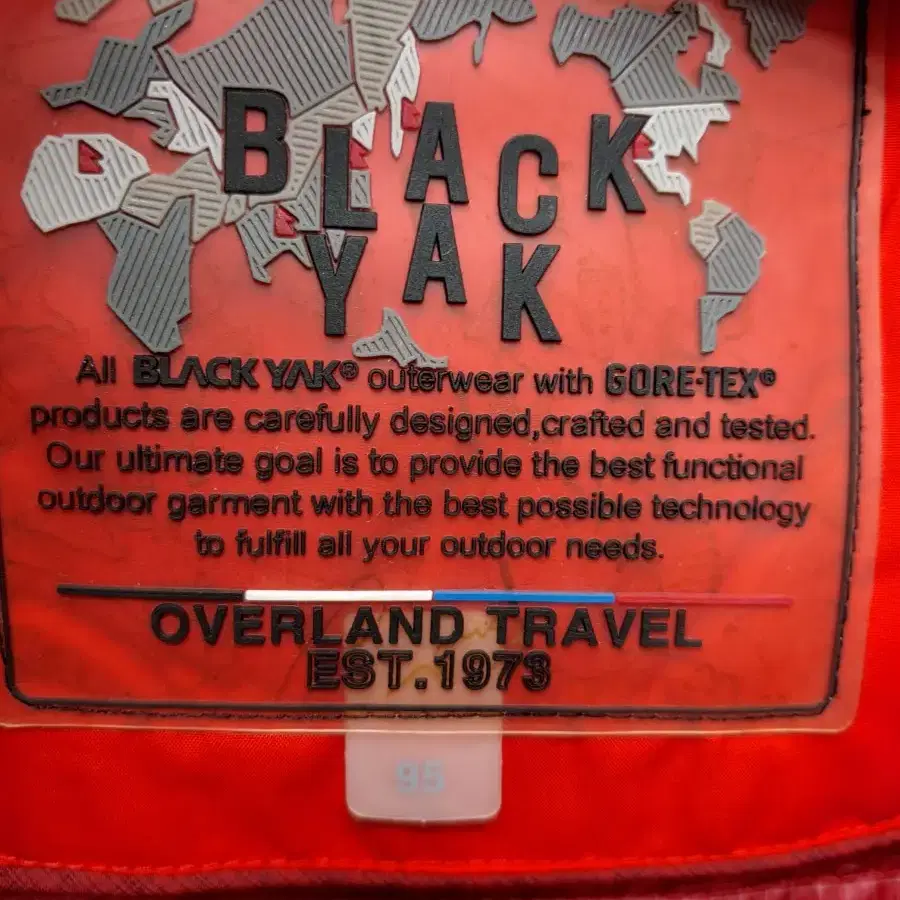 BLACK
YAK
All BLACK YAK® outerwear with GORE-TEX®
products are carefully designed,crafted and tested.
Our ultimate goal is to provide the best functional
outdoor garment with the best possible technology
to fulfill all your outdoor needs.
OVERLAND TRAVEL
EST.1973
95